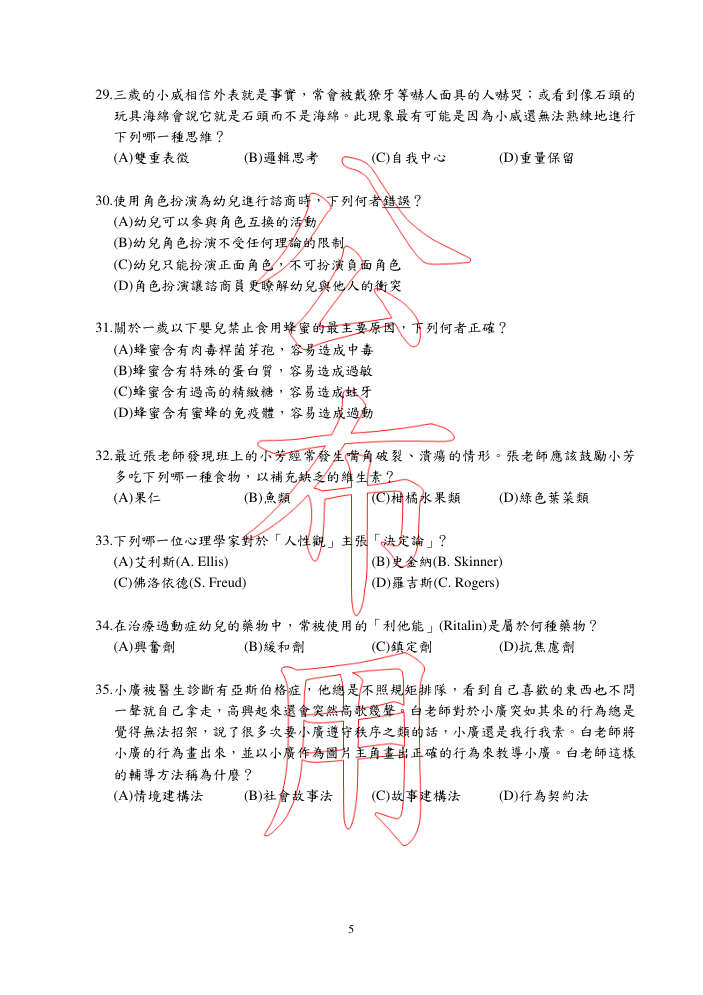 29.三歲的小威相信外表就是事實，常會被戴獠牙等嚇人面具的人嚇哭；或看到像石頭的
玩具海綿會說它就是石頭而不是海綿。此現象最有可能是因為小威還無法熟練地進行
下列哪一種思維？
(A)雙重表徵 (B)邏輯思考 (C)自我中心 (D)重量保留
30.使用角色扮演為幼兒進行諮商時，下列何者錯誤？
(A)幼兒可以參與角色互換的活動
(B)幼兒角色扮演不受任何理論的限制
(C)幼兒只能扮演正面角色，不可扮演負面角色
(D)角色扮演讓諮商員更瞭解幼兒與他人的衝突
31.關於一歲以下嬰兒禁止食用蜂蜜的最主要原因，下列何者正確？
(A)蜂蜜含有肉毒桿菌芽孢，容易造成中毒
(B)蜂蜜含有特殊的蛋白質，容易造成過敏
(C)蜂蜜含有過高的精緻糖，容易造成蛀牙
(D)蜂蜜含有蜜蜂的免疫體，容易造成過動
32.最近張老師發現班上的小芳經常發生嘴角破裂、潰瘍的情形。張老師應該鼓勵小芳
多吃下列哪一種食物，以補充缺乏的維生素？
(A)果仁 (B)魚類 (C)柑橘水果類 (D)綠色葉菜類
33.下列哪一位心理學家對於「人性觀」主張「決定論」？
(A)艾利斯(A. Ellis) (B)史金納(B. Skinner)
(C)佛洛依德(S. Freud) (D)羅吉斯(C. Rogers)
34.在治療過動症幼兒的藥物中，常被使用的「利他能」(Ritalin)是屬於何種藥物？
(A)興奮劑 (B)緩和劑 (C)鎮定劑 (D)抗焦慮劑
35.小廣被醫生診斷有亞斯伯格症，他總是不照規矩排隊，看到自己喜歡的東西也不問
一聲就自己拿走，高興起來還會突然高歌幾聲。白老師對於小廣突如其來的行為總是
覺得無法招架，說了很多次要小廣遵守秩序之類的話，小廣還是我行我素。白老師將
小廣的行為畫出來，並以小廣作為圖片主角畫出正確的行為來教導小廣。白老師這樣
的輔導方法稱為什麼？
(A)情境建構法 (B)社會故事法 (C)故事建構法 (D)行為契約法
公布用
5